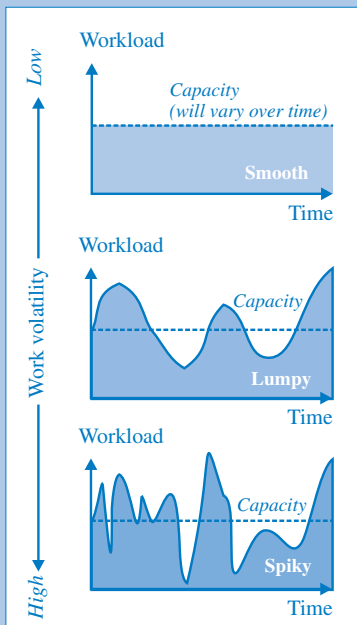 Low
Work volatility
High
Workload
Capacity
(will vary over time)
Smooth
Time
Workload
Capacity
Lumpy
Time
Workload
Capacity
Spiky
Time